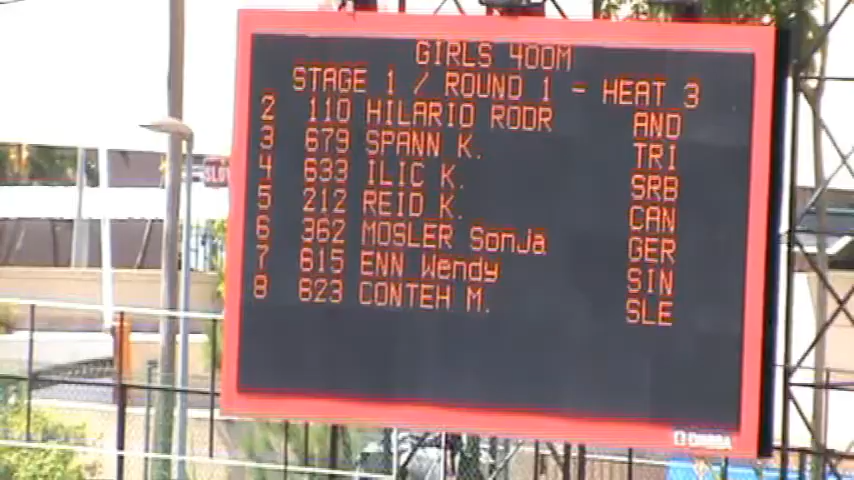 GIRLS 400M
STAGE 1 / ROUND 1 - HEAT 3
2 110 HILARIO RODR AND
3 679 SPANN K. TRI
4 633 ILIC K. SRB
5 212 REID K. CAN
6 362 MOSLER Sonja GER
7 615 ENN Wendy SIN
8 823 CONTEH M. SLE